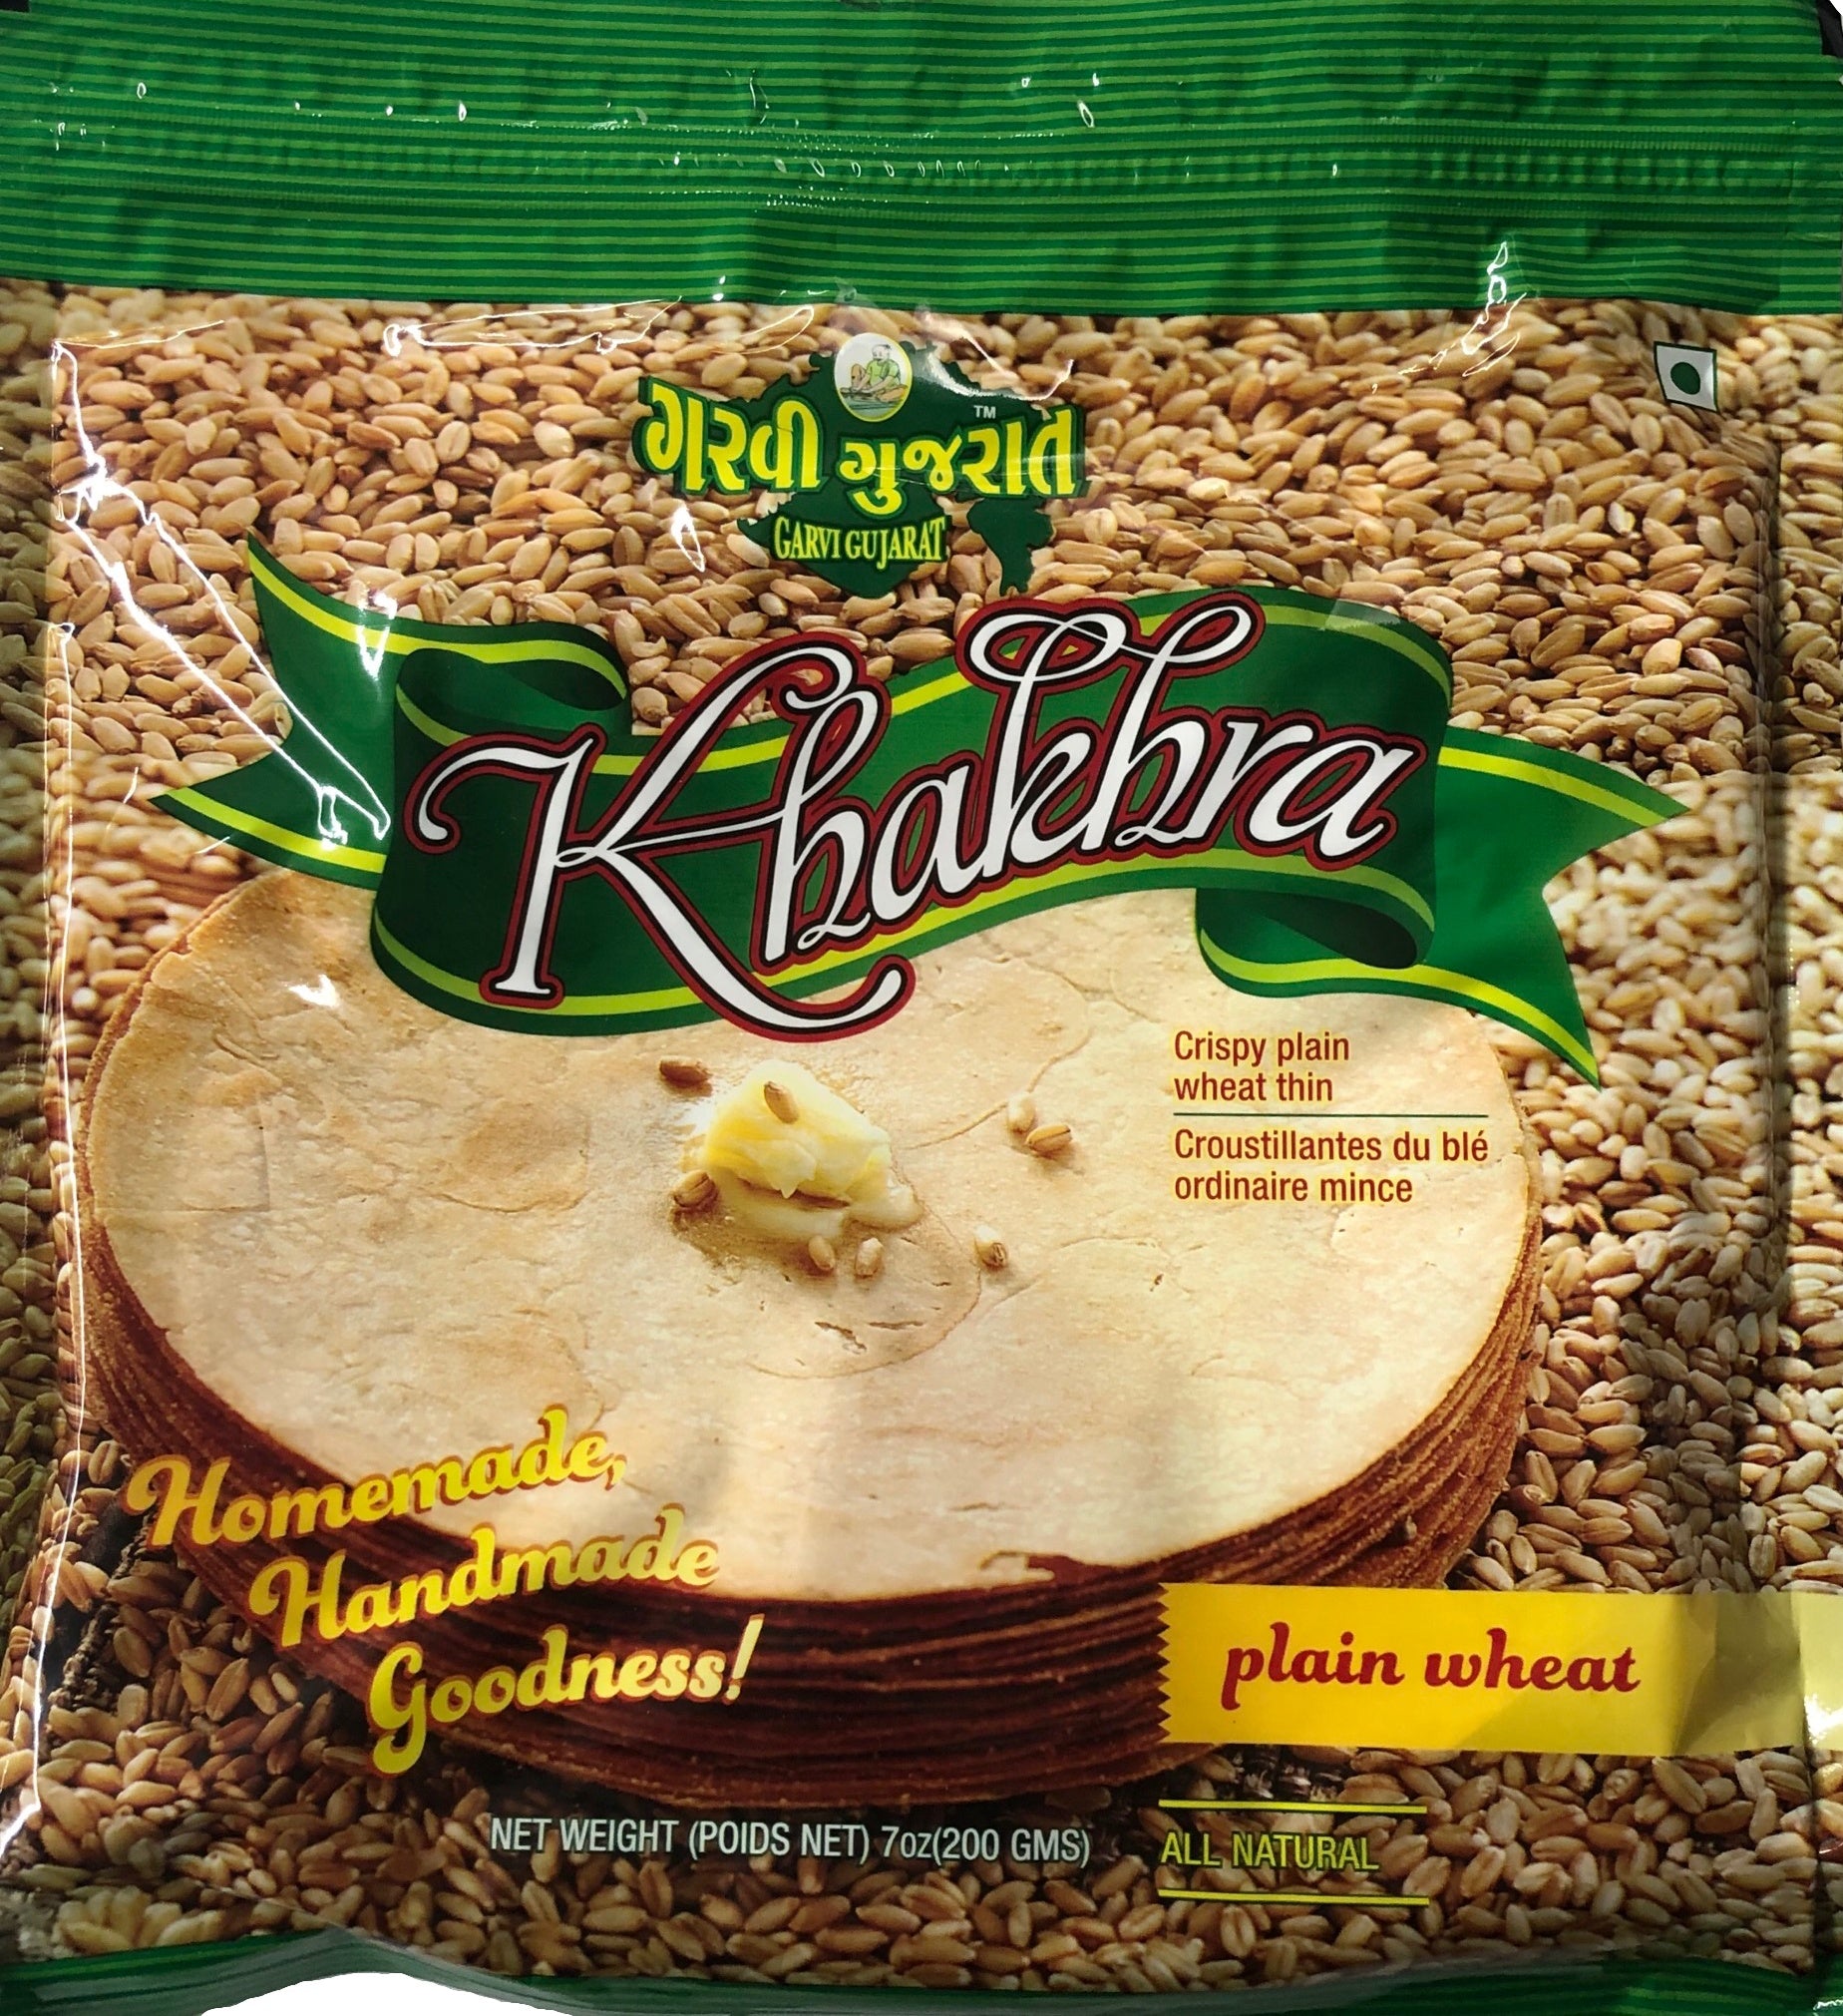 ગરવી ગુજરાત TM
GARVI GUJARAT
Khakhra
Crispy plain
wheat thin
Croustillantes du blé
ordinaire mince
Homemade,
Handmade
Goodness!
plain wheat
NET WEIGHT (POIDS NET) 7oz(200 GMS)
ALL NATURAL